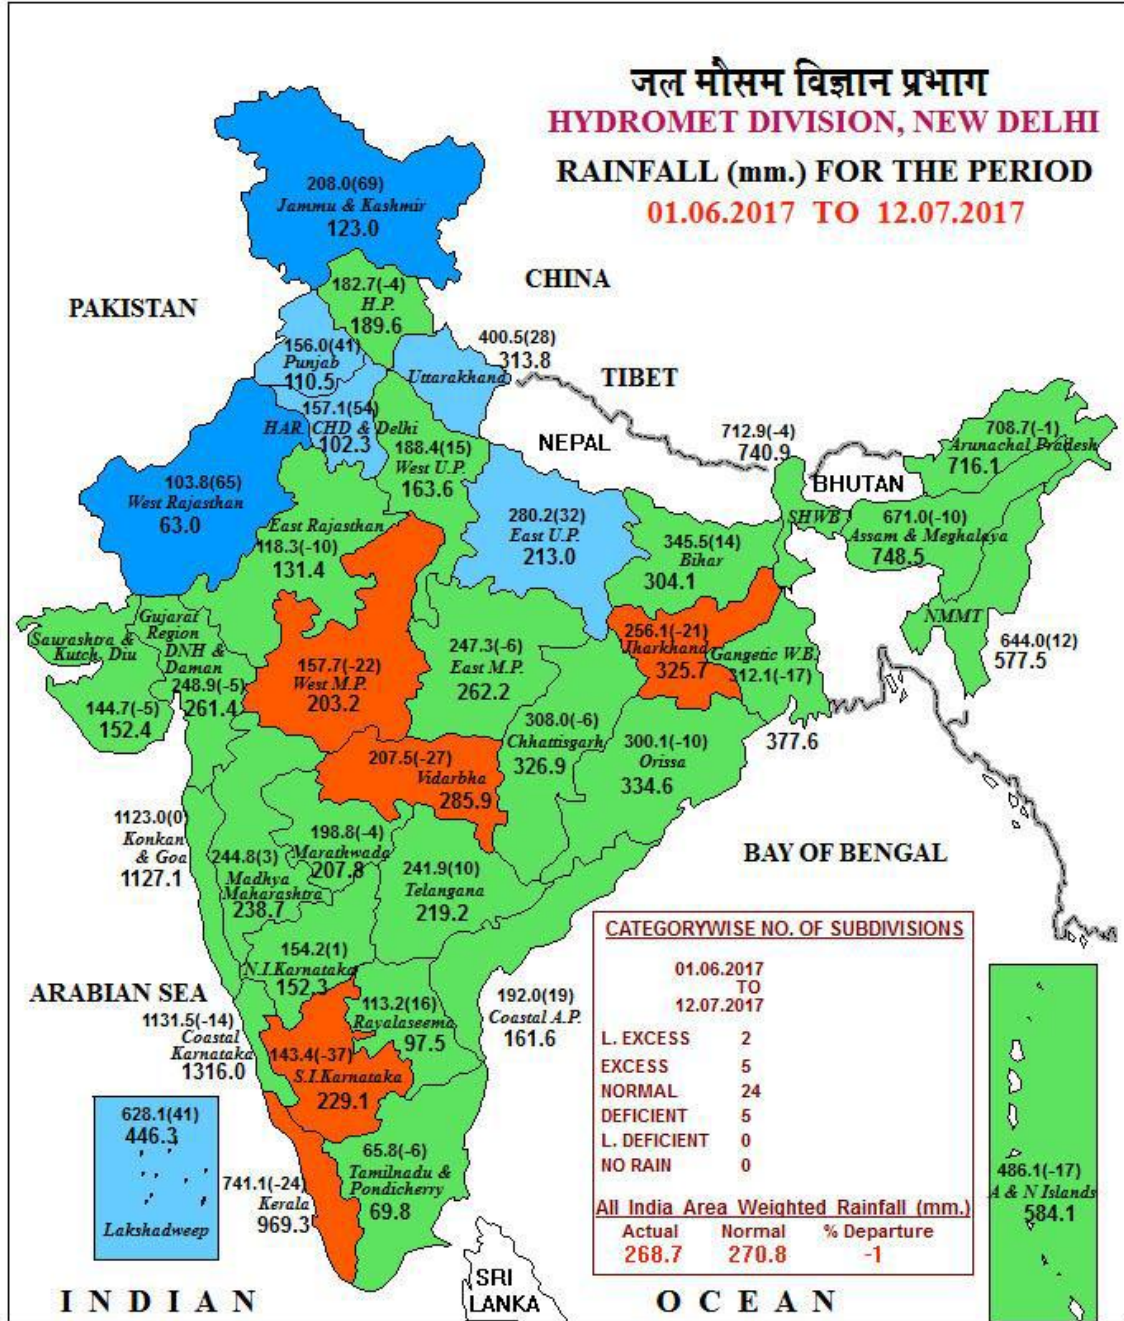 जल मौसम विज्ञान प्रभाग
HYDROMET DIVISION, NEW DELHI
RAINFALL (mm.) FOR THE PERIOD
01.06.2017 TO 12.07.2017
208.0(69)
Jammu & Kashmir
123.0
CHINA
PAKISTAN
182.7(-4)
H.P.
189.6
400.5(28)
313.8
Uttarakhand
TIBET
156.0(41)
Punjab
110.5
157.1(54)
HAR. CHD & Delhi
102.3
NEPAL
188.4(15)
West U.P.
163.6
712.9(-4)
740.9
SHWB
BHUTAN
708.7(-1)
Arunachal Pradesh
716.1
103.8(65)
West Rajasthan
63.0
East Rajasthan
118.3(-10)
131.4
280.2(32)
East U.P.
213.0
345.5(14)
Bihar
304.1
671.0(-10)
Assam & Meghalaya
748.5
NMMT
644.0(12)
577.5
Saurashtra &
Kutch, Diu
144.7(-5)
152.4
Gujarat
Region
DNH &
Daman
248.9(-5)
261.4
157.7(-22)
West M.P.
203.2
247.3(-6)
East M.P.
262.2
256.1(-21)
Jharkhand
325.7
Gangetic W.B.
312.1(-17)
377.6
308.0(-6)
Chhattisgarh
326.9
300.1(-10)
Orissa
334.6
207.5(-27)
Vidarbha
285.9
1123.0(0)
Konkan
& Goa
1127.1
198.8(-4)
Marathwada
207.8
244.8(3)
Madhya
Maharashtra
238.7
241.9(10)
Telangana
219.2
BAY OF BENGAL
154.2(1)
N.I.Karnataka
152.3
ARABIAN SEA
1131.5(-14)
Coastal
Karnataka
1316.0
113.2(16)
Rayalaseema
97.5
192.0(19)
Coastal A.P.
161.6
143.4(-37)
S.I.Karnataka
229.1
628.1(41)
446.3
Lakshadweep
741.1(-24)
Kerala
969.3
65.8(-6)
Tamilnadu &
Pondicherry
69.8
CATEGORYWISE NO. OF SUBDIVISIONS
01.06.2017
TO
12.07.2017
L. EXCESS 2
EXCESS 5
NORMAL 24
DEFICIENT 5
L. DEFICIENT 0
NO RAIN 0
All India Area Weighted Rainfall (mm.)
Actual Normal % Departure
268.7 270.8 -1
486.1(-17)
A & N Islands
584.1
SRI
LANKA
INDIAN OCEAN